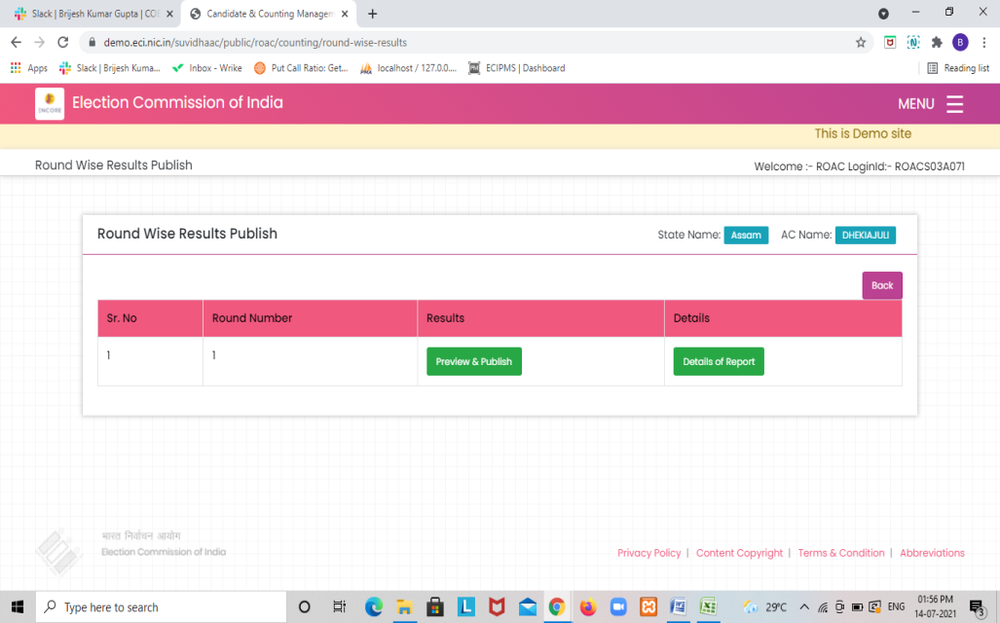 Slack | Brijesh Kumar Gupta | COE
Candidate & Counting Managem
demo.eci.nic.in/suvidhaac/public/roac/counting/round-wise-results
B
Apps
Slack | Brijesh Kuma...
Inbox - Wrike
Put Call Ratio: Get...
localhost / 127.0.0....
ECIPMS | Dashboard
Reading list
ENCORE
Election Commission of India
MENU
This is Demo site
Round Wise Results Publish
Welcome :- ROAC LoginId:- ROACS03A071
Round Wise Results Publish
State Name: Assam AC Name: DHEKIAJULI
Back
Sr. No Round Number Results Details
1 1 Preview & Publish Details of Report
भारत निर्वाचन आयोग
Election Commission of India
Privacy Policy | Content Copyright | Terms & Condition | Abbreviations
Type here to search
29°C
ENG
01:56 PM
14-07-2021
3